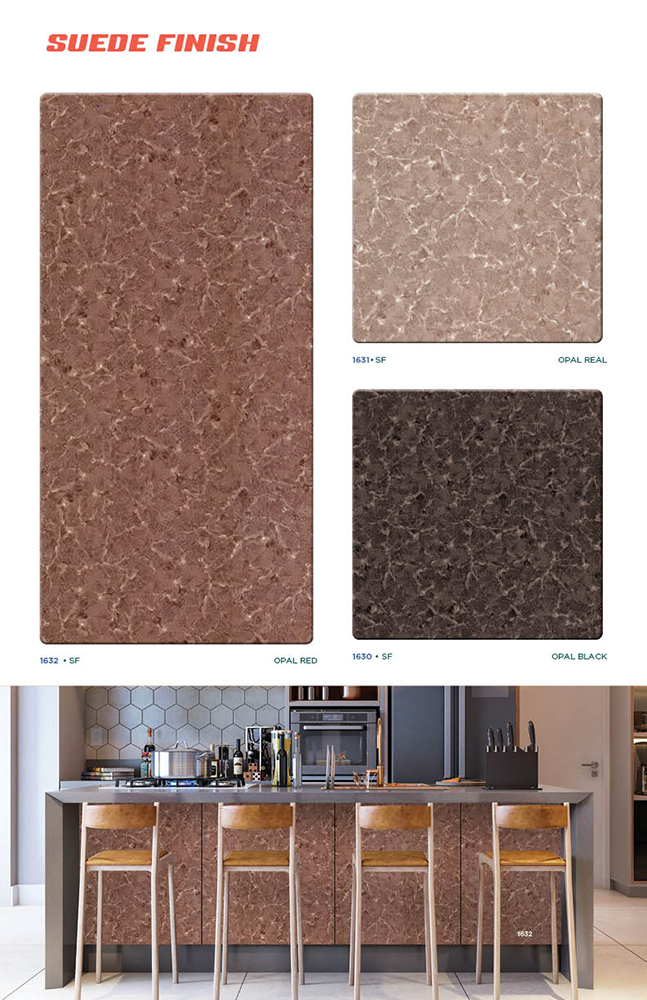 SUEDE FINISH
1631 • SF OPAL REAL
1632 • SF OPAL RED
1630 • SF OPAL BLACK
1632